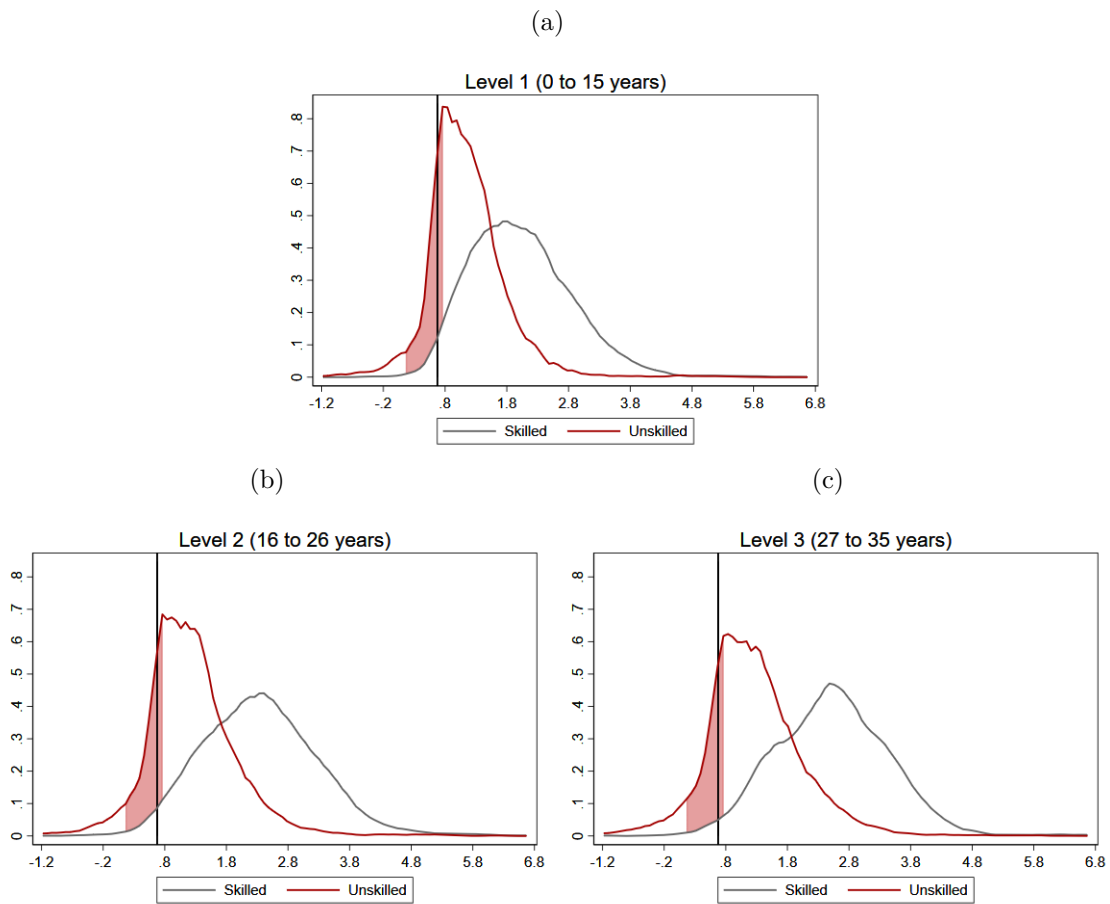 (a)
Level 1 (0 to 15 years)
.8
.7
.6
.5
.4
.3
.2
.1
0
-1.2 -.2 .8 1.8 2.8 3.8 4.8 5.8 6.8
Skilled Unskilled
(b)
Level 2 (16 to 26 years)
.8
.7
.6
.5
.4
.3
.2
.1
0
-1.2 -.2 .8 1.8 2.8 3.8 4.8 5.8 6.8
Skilled Unskilled
(c)
Level 3 (27 to 35 years)
.8
.7
.6
.5
.4
.3
.2
.1
0
-1.2 -.2 .8 1.8 2.8 3.8 4.8 5.8 6.8
Skilled Unskilled